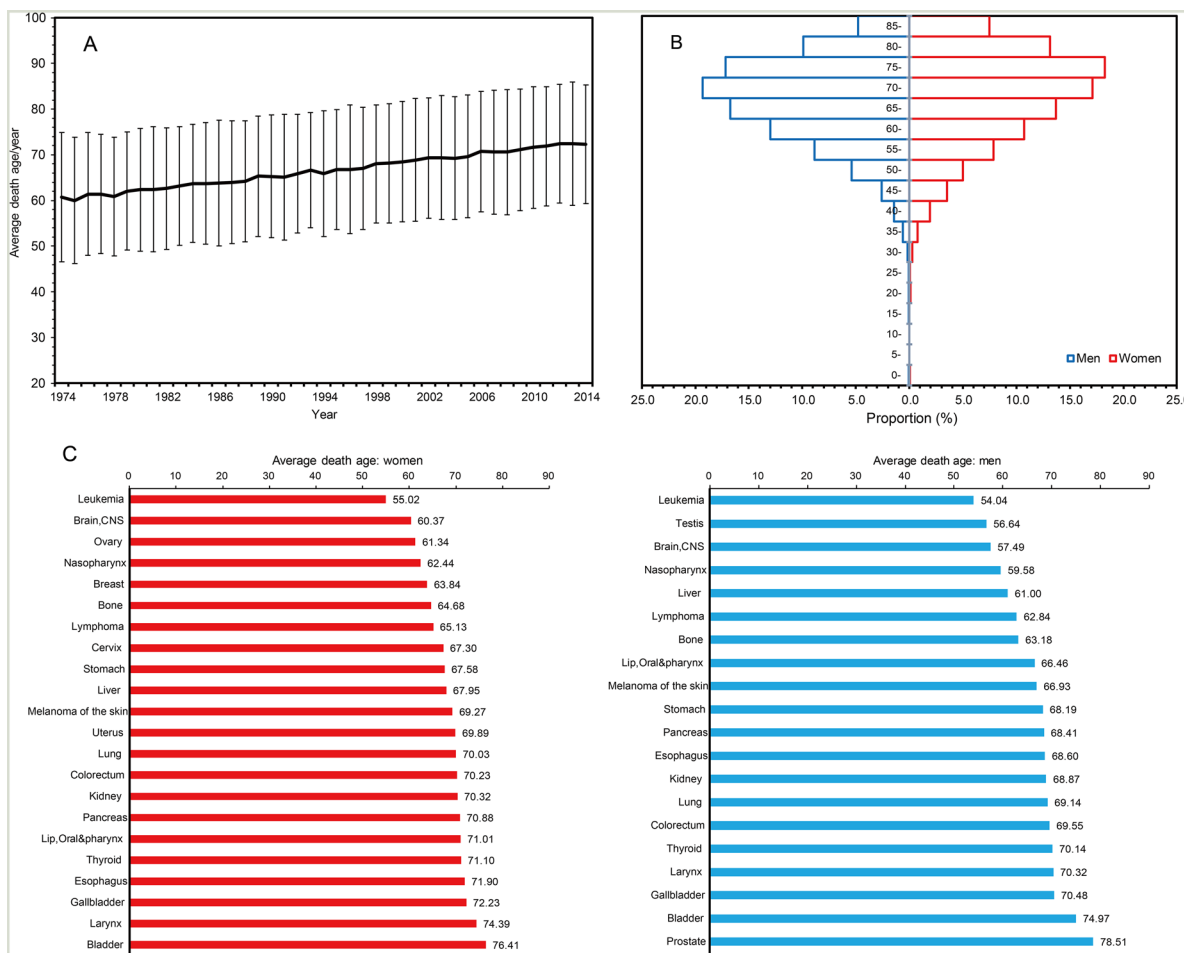 A
100
90
80
70
60
50
40
30
20
Average death age/year
1974 1978 1982 1986 1990 1994 1998 2002 2006 2010 2014
Year
B
85-
80-
75-
70-
65-
60-
55-
50-
45-
40-
35-
30-
20-
15-
10-
5-
0-
Men Women
25.0 20.0 15.0 10.0 5.0 0.0 5.0 10.0 15.0 20.0 25.0
Proportion (%)
C
Average death age: women
0 10 20 30 40 50 60 70 80 90
Leukemia 55.02
Brain,CNS 60.37
Ovary 61.34
Nasopharynx 62.44
Breast 63.84
Bone 64.68
Lymphoma 65.13
Cervix 67.30
Stomach 67.58
Liver 67.95
Melanoma of the skin 69.27
Uterus 69.89
Lung 70.03
Colorectum 70.23
Kidney 70.32
Pancreas 70.88
Lip,Oral&pharynx 71.01
Thyroid 71.10
Esophagus 71.90
Gallbladder 72.23
Larynx 74.39
Bladder 76.41
Average death age: men
0 10 20 30 40 50 60 70 80 90
Leukemia 54.04
Testis 56.64
Brain,CNS 57.49
Nasopharynx 59.58
Liver 61.00
Lymphoma 62.84
Bone 63.18
Lip,Oral&pharynx 66.46
Melanoma of the skin 66.93
Stomach 68.19
Pancreas 68.41
Esophagus 68.60
Kidney 68.87
Lung 69.14
Colorectum 69.55
Thyroid 70.14
Larynx 70.32
Gallbladder 70.48
Bladder 74.97
Prostate 78.51